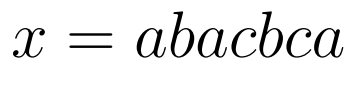 x = abacbca